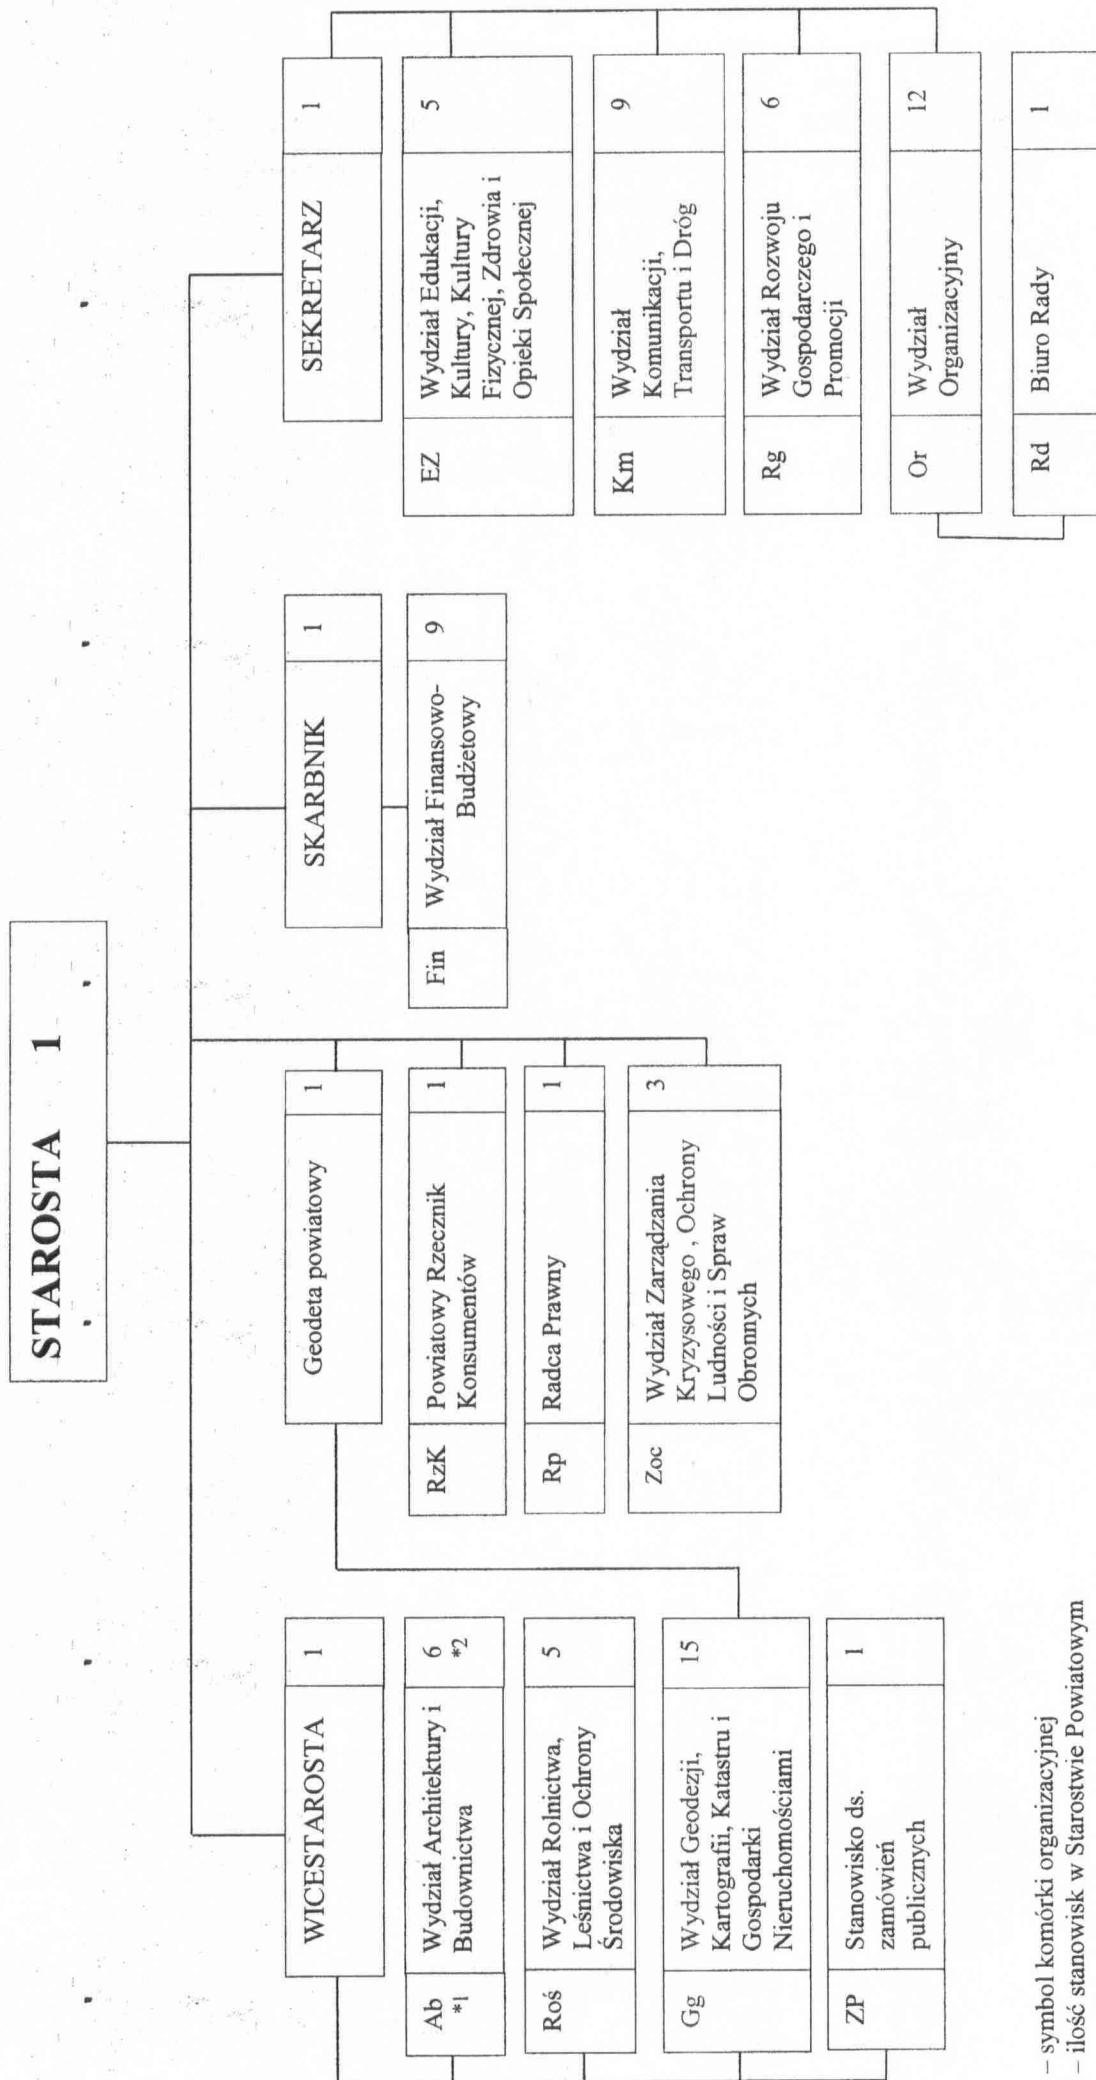 STAROSTA 1
WICESTAROSTA 1
Ab *1
Wydział Architektury i
Budownictwa
6 *2
Roś
Wydział Rolnictwa,
Leśnictwa i Ochrony
Środowiska
5
Gg
Wydział Geodezji,
Kartografii, Katastru i
Gospodarki
Nieruchomościami
15
ZP
Stanowisko ds.
zamówień
publicznych
1
Geodeta powiatowy 1
RzK
Powiatowy Rzecznik
Konsumentów
1
Rp Radca Prawny 1
Zoc
Wydział Zarządzania
Kryzysowego , Ochrony
Ludności i Spraw
Obronnych
3
SKARBNIK 1
Fin
Wydział Finansowo-
Budżetowy
9
SEKRETARZ 1
EZ
Wydział Edukacji,
Kultury, Kultury
Fizycznej, Zdrowia i
Opieki Społecznej
5
Km
Wydział
Komunikacji,
Transportu i Dróg
9
Rg
Wydział Rozwoju
Gospodarczego i
Promocji
6
Or
Wydział
Organizacyjny
12
Rd Biuro Rady 1
– symbol komórki organizacyjnej
– ilość stanowisk w Starostwie Powiatowym